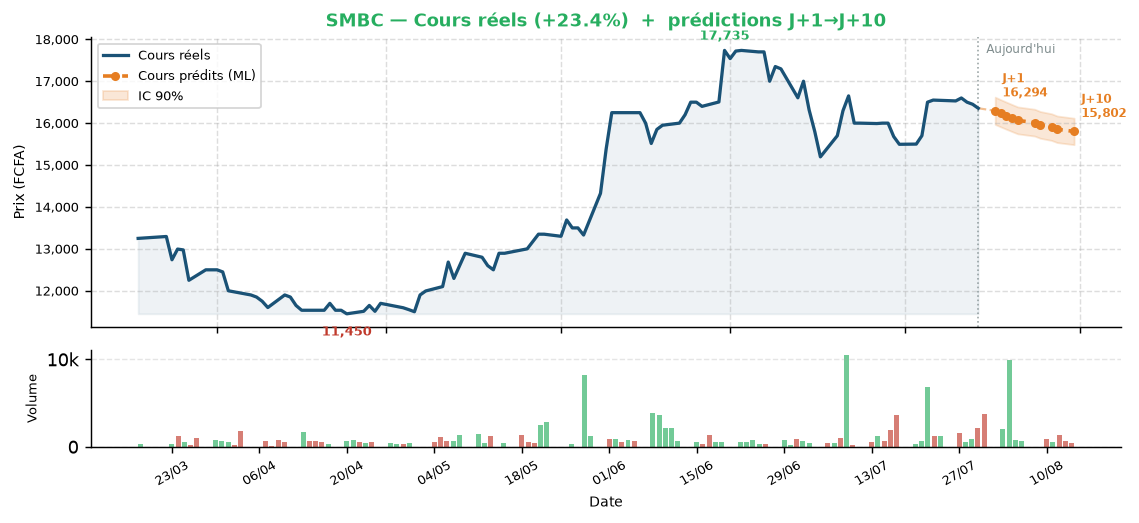 SMBC — Cours réels (+23.4%) + prédictions J+1→J+10
17,735
Aujourd'hui
Cours réels
Cours prédits (ML)
IC 90%
J+1
16,294
J+10
15,802
18,000
17,000
16,000
15,000
14,000
13,000
12,000
Prix (FCFA)
11,450
10k
0
Volume
23/03
06/04
20/04
04/05
18/05
01/06
15/06
29/06
13/07
27/07
10/08
Date